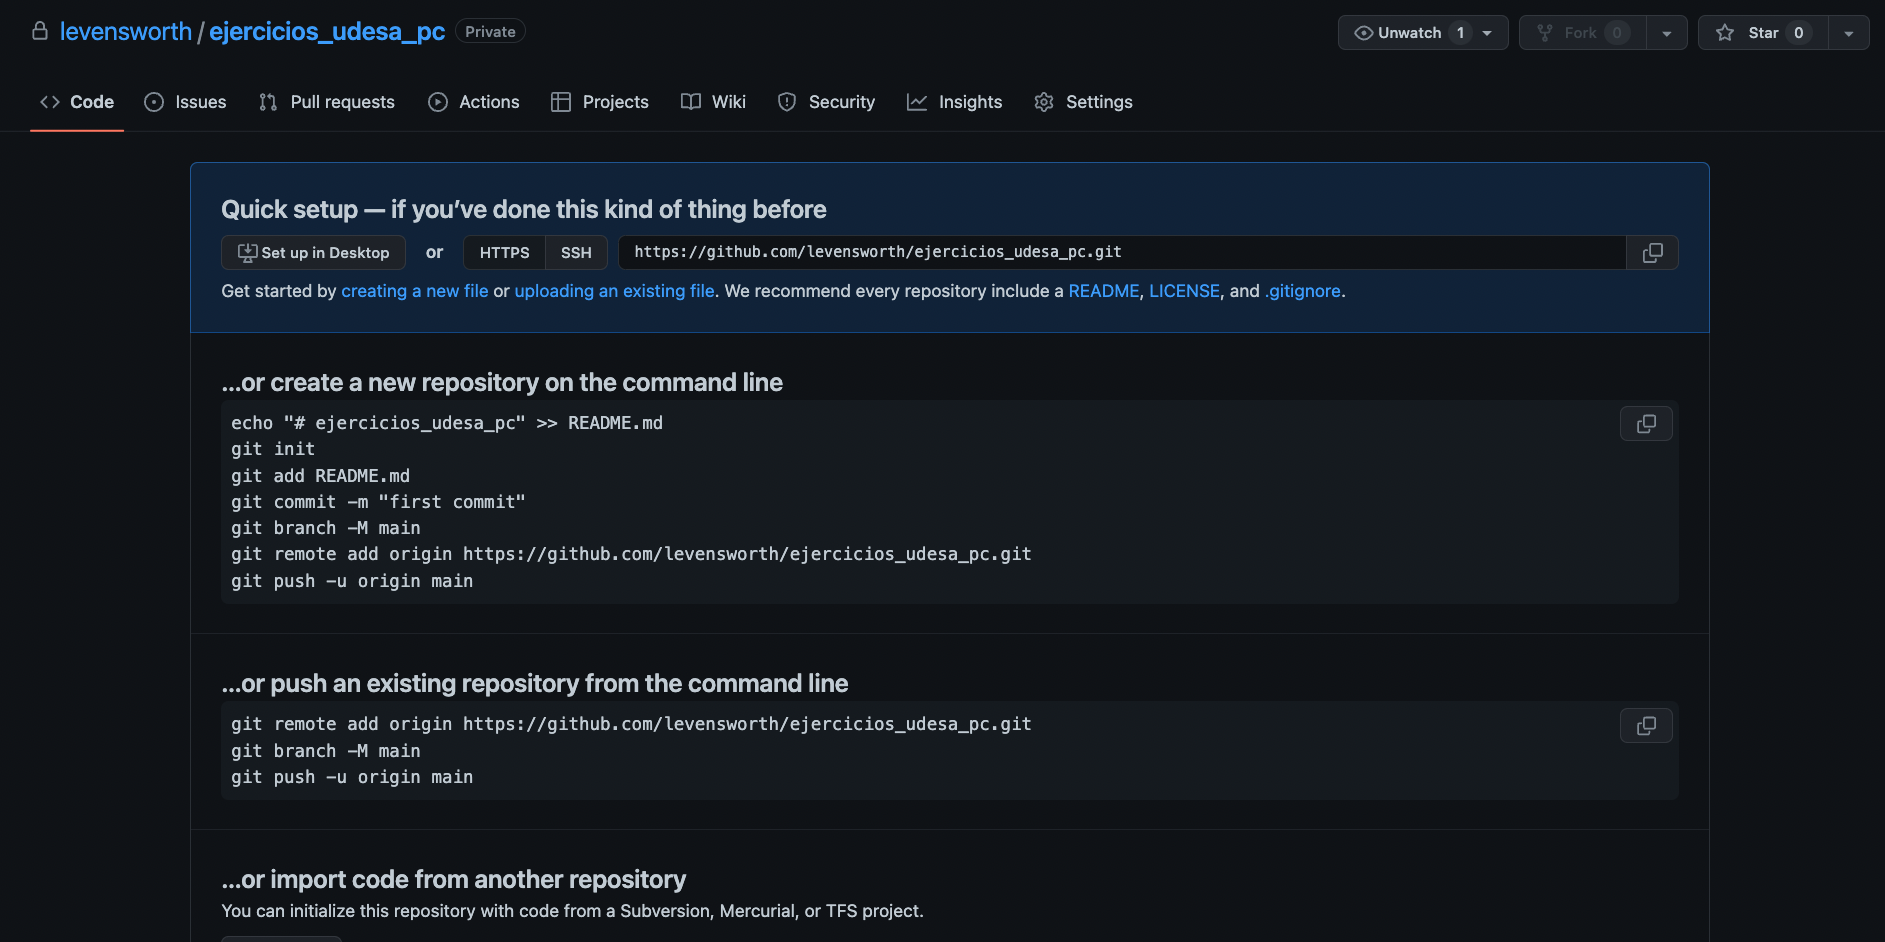 levensworth / ejercicios_udesa_pc Private Unwatch 1 Fork 0 Star 0
Code Issues Pull requests Actions Projects Wiki Security Insights Settings
Quick setup — if you’ve done this kind of thing before
Set up in Desktop or HTTPS SSH https://github.com/levensworth/ejercicios_udesa_pc.git
Get started by creating a new file or uploading an existing file. We recommend every repository include a README, LICENSE, and .gitignore.
…or create a new repository on the command line
echo "# ejercicios_udesa_pc" >> README.md
git init
git add README.md
git commit -m "first commit"
git branch -M main
git remote add origin https://github.com/levensworth/ejercicios_udesa_pc.git
git push -u origin main
…or push an existing repository from the command line
git remote add origin https://github.com/levensworth/ejercicios_udesa_pc.git
git branch -M main
git push -u origin main
…or import code from another repository
You can initialize this repository with code from a Subversion, Mercurial, or TFS project.